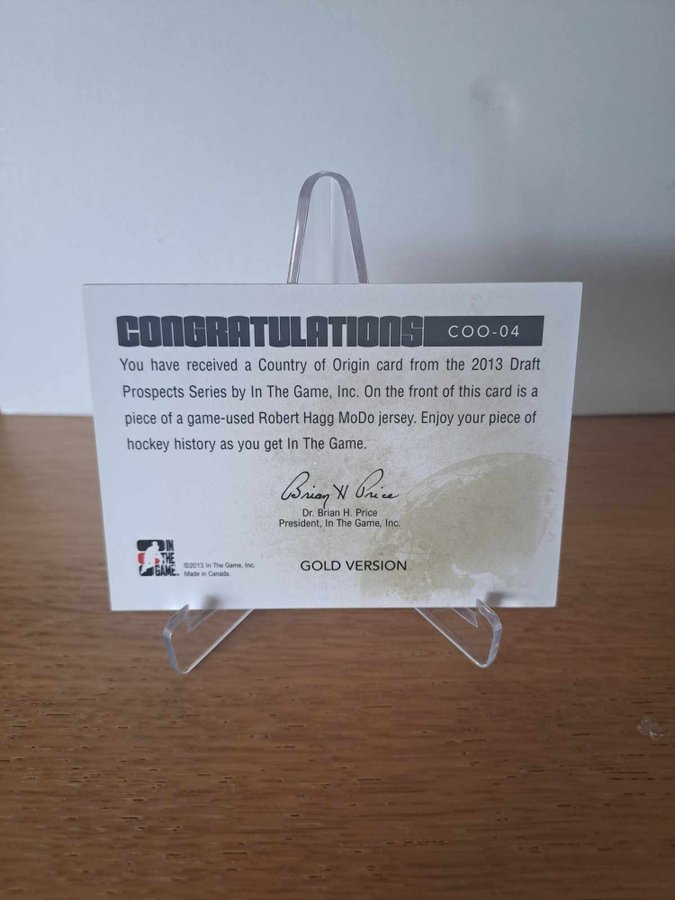 CONGRATULATIONS COO-04
You have received a Country of Origin card from the 2013 Draft
Prospects Series by In The Game, Inc. On the front of this card is a
piece of a game-used Robert Hagg MoDo jersey. Enjoy your piece of
hockey history as you get In The Game.
Brian H Price
Dr. Brian H. Price
President, In The Game, Inc.
IN
THE
GAME
©2013 In The Game, Inc.
Made in Canada.
GOLD VERSION